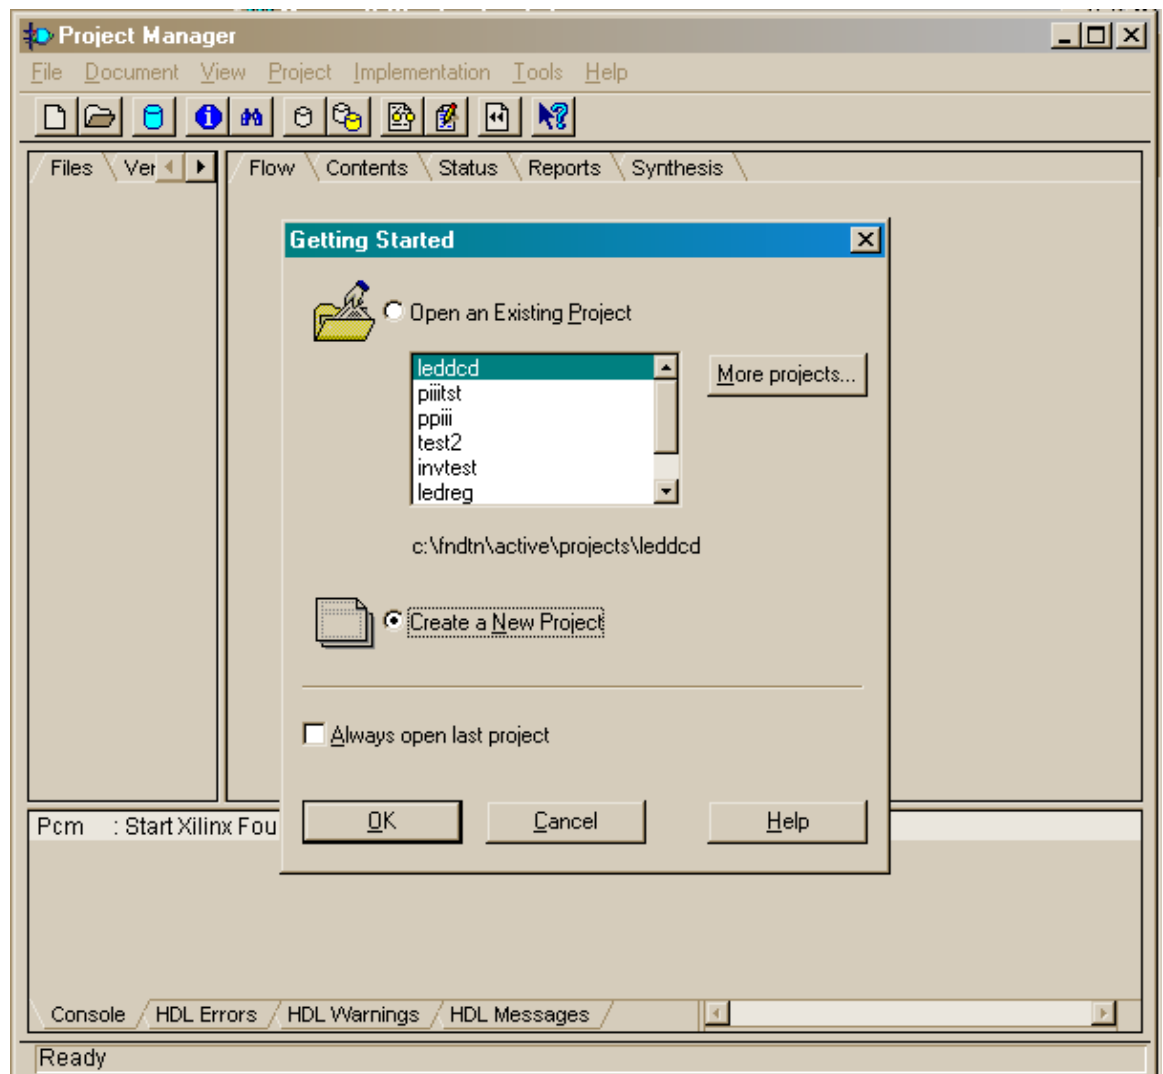 Project Manager
File Document View Project Implementation Tools Help
Files Ver Flow Contents Status Reports Synthesis
Getting Started
Open an Existing Project
leddcd
More projects...
piiitst
ppiii
test2
invtest
ledreg
c:\fndtn\active\projects\leddcd
Create a New Project
Always open last project
OK Cancel Help
Pcm : Start Xilinx Fou
Console HDL Errors HDL Warnings HDL Messages
Ready